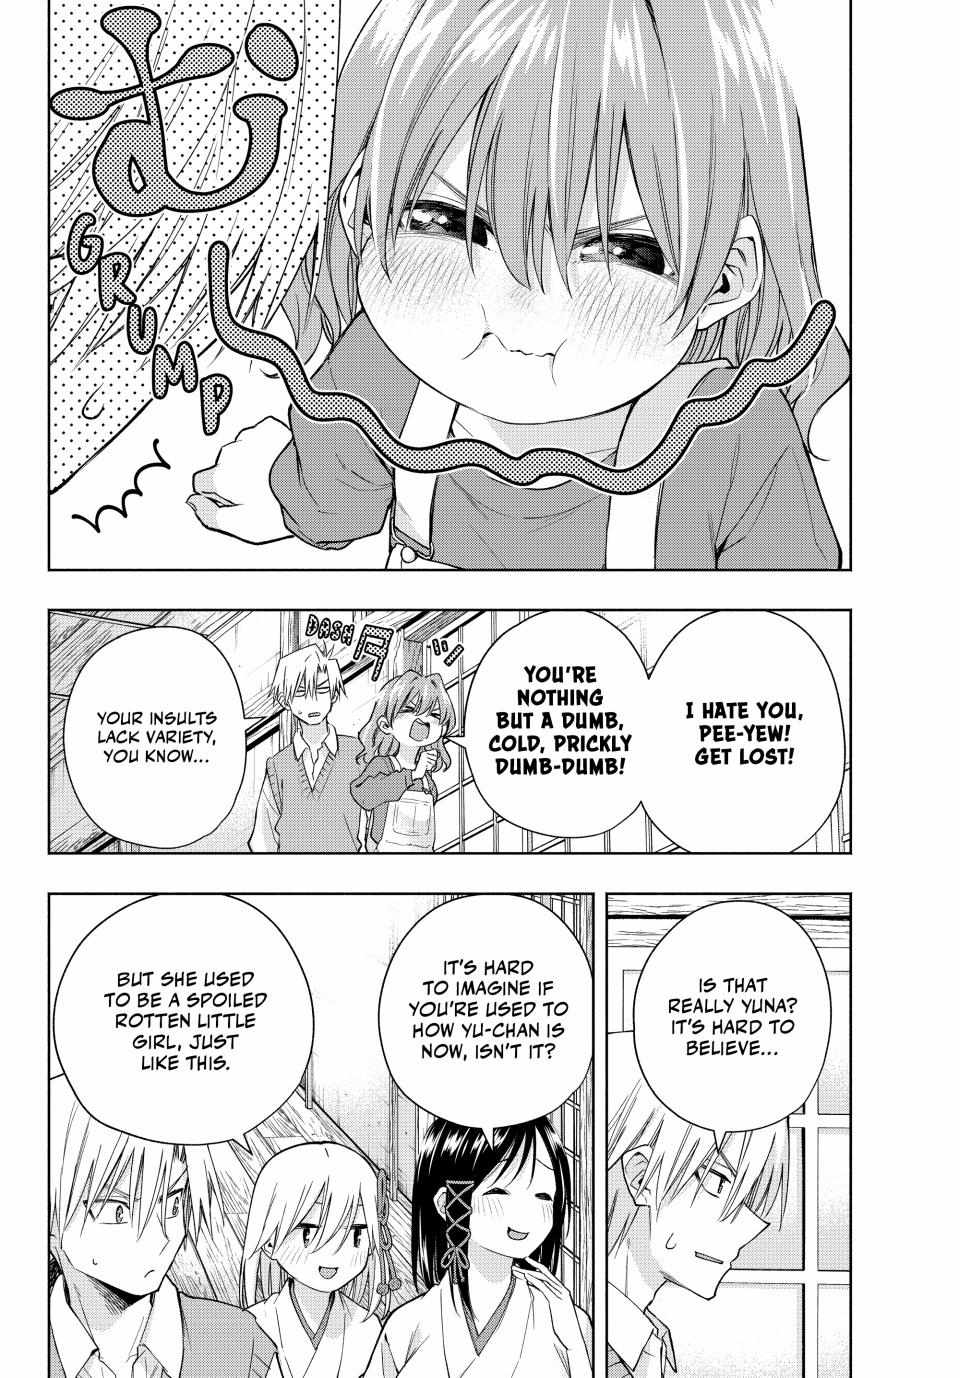 む
GRUMP
I HATE YOU,
PEE-YEW!
GET LOST!
YOU'RE
NOTHING
BUT A DUMB,
COLD, PRICKLY
DUMB-DUMB!
DASH
YOUR INSULTS
LACK VARIETY,
YOU KNOW...
IS THAT
REALLY YUNA?
IT'S HARD TO
BELIEVE...
IT'S HARD
TO IMAGINE IF
YOU'RE USED TO
HOW YU-CHAN IS
NOW, ISN'T IT?
BUT SHE USED
TO BE A SPOILED
ROTTEN LITTLE
GIRL, JUST
LIKE THIS.